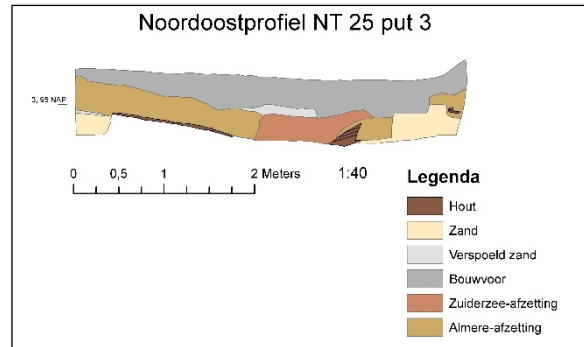 Noordoostprofiel NT 25 put 3
3, 95 NAP
0 0,5 1 2 Meters 1:40
Legenda
Hout
Zand
Verspoeld zand
Bouwvoor
Zuiderzee-afzetting
Almere-afzetting